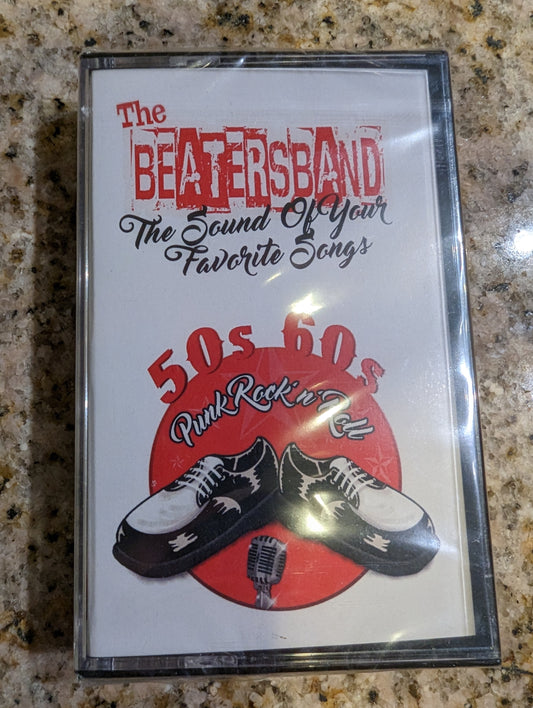 The
BEATERSBAND
The Sound Of Your
Favorite Songs
50s 60s
Punk Rock'n'Roll